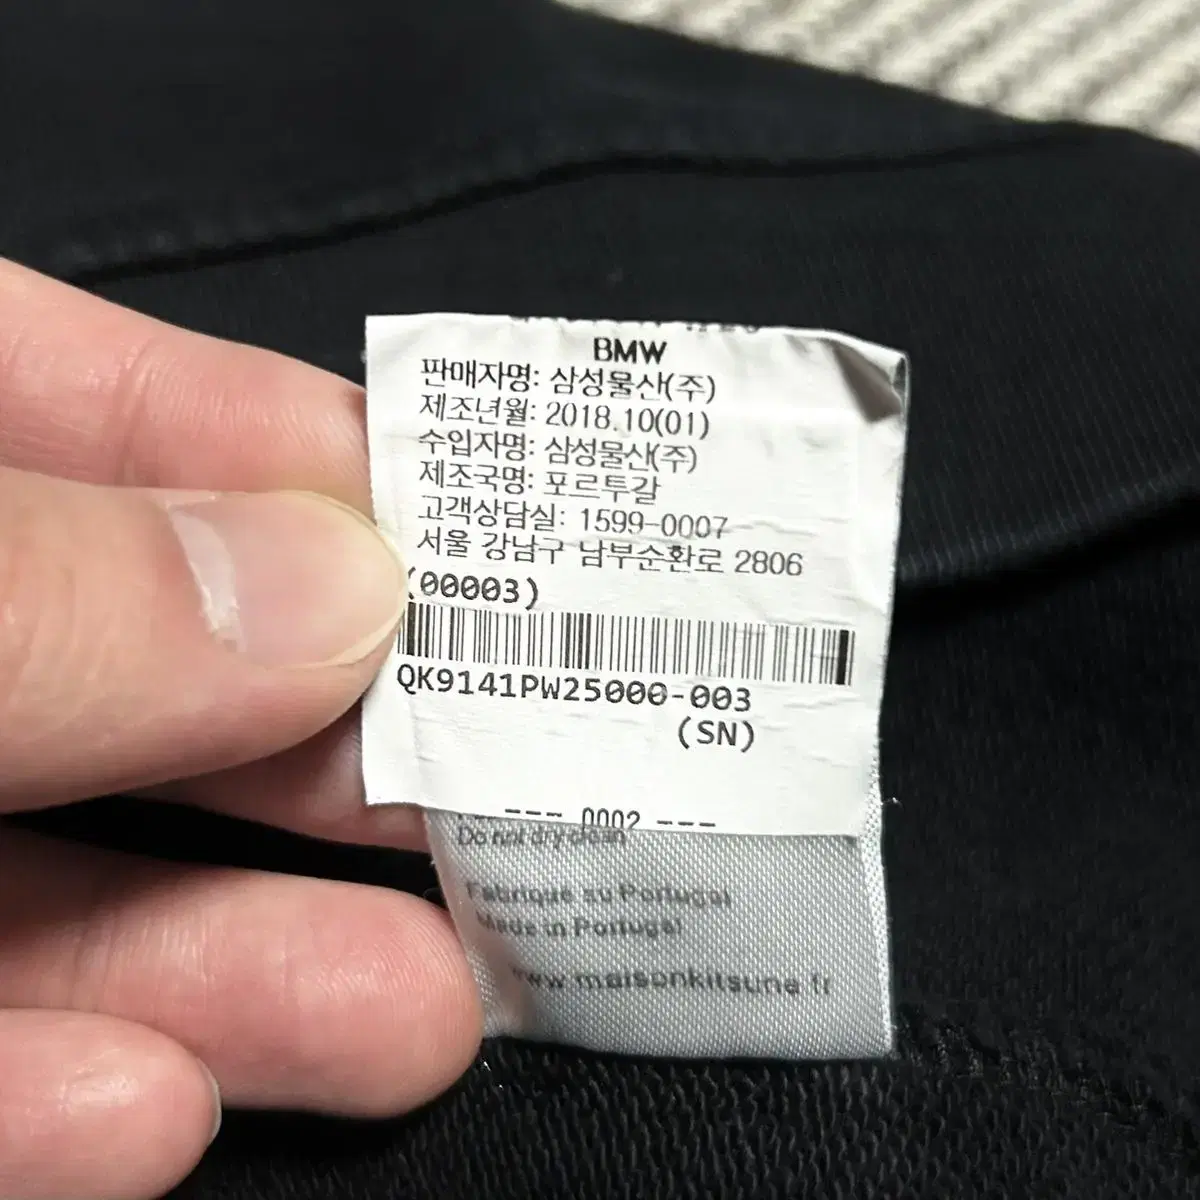 BMW
판매자명: 삼성물산(주)
제조년월: 2018.10(01)
수입자명: 삼성물산(주)
제조국명: 포르투갈
고객상담실: 1599-0007
서울 강남구 남부순환로 2806
(00003)
QK9141PW25000-003
(SN)
--- 0002 ---
Do not dry clean
Fabrique au Portugal
Made in Portugal
www.maisonkitsune.fr